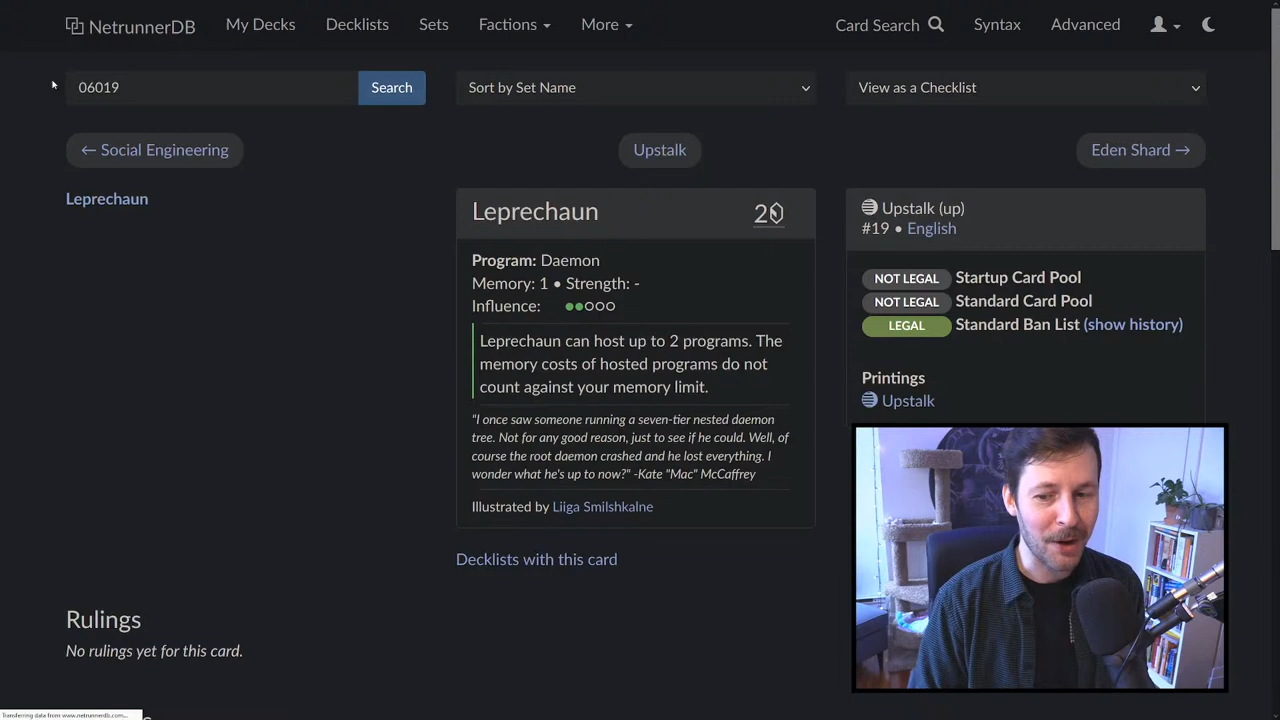 NetrunnerDB My Decks Decklists Sets Factions More Card Search Syntax Advanced
06019 Search Sort by Set Name View as a Checklist
← Social Engineering Upstalk Eden Shard →
Leprechaun
Leprechaun 2
Program: Daemon
Memory: 1 • Strength: -
Influence:
Leprechaun can host up to 2 programs. The
memory costs of hosted programs do not
count against your memory limit.
"I once saw someone running a seven-tier nested daemon
tree. Not for any good reason, just to see if he could. Well, of
course the root daemon crashed and he lost everything. I
wonder what he's up to now?" -Kate "Mac" McCaffrey
Illustrated by Liiga Smilshkalne
Decklists with this card
Upstalk (up)
#19 • English
NOT LEGAL Startup Card Pool
NOT LEGAL Standard Card Pool
LEGAL Standard Ban List (show history)
Printings
Upstalk
Rulings
No rulings yet for this card.
Transferring data from www.netrunnerdb.com...